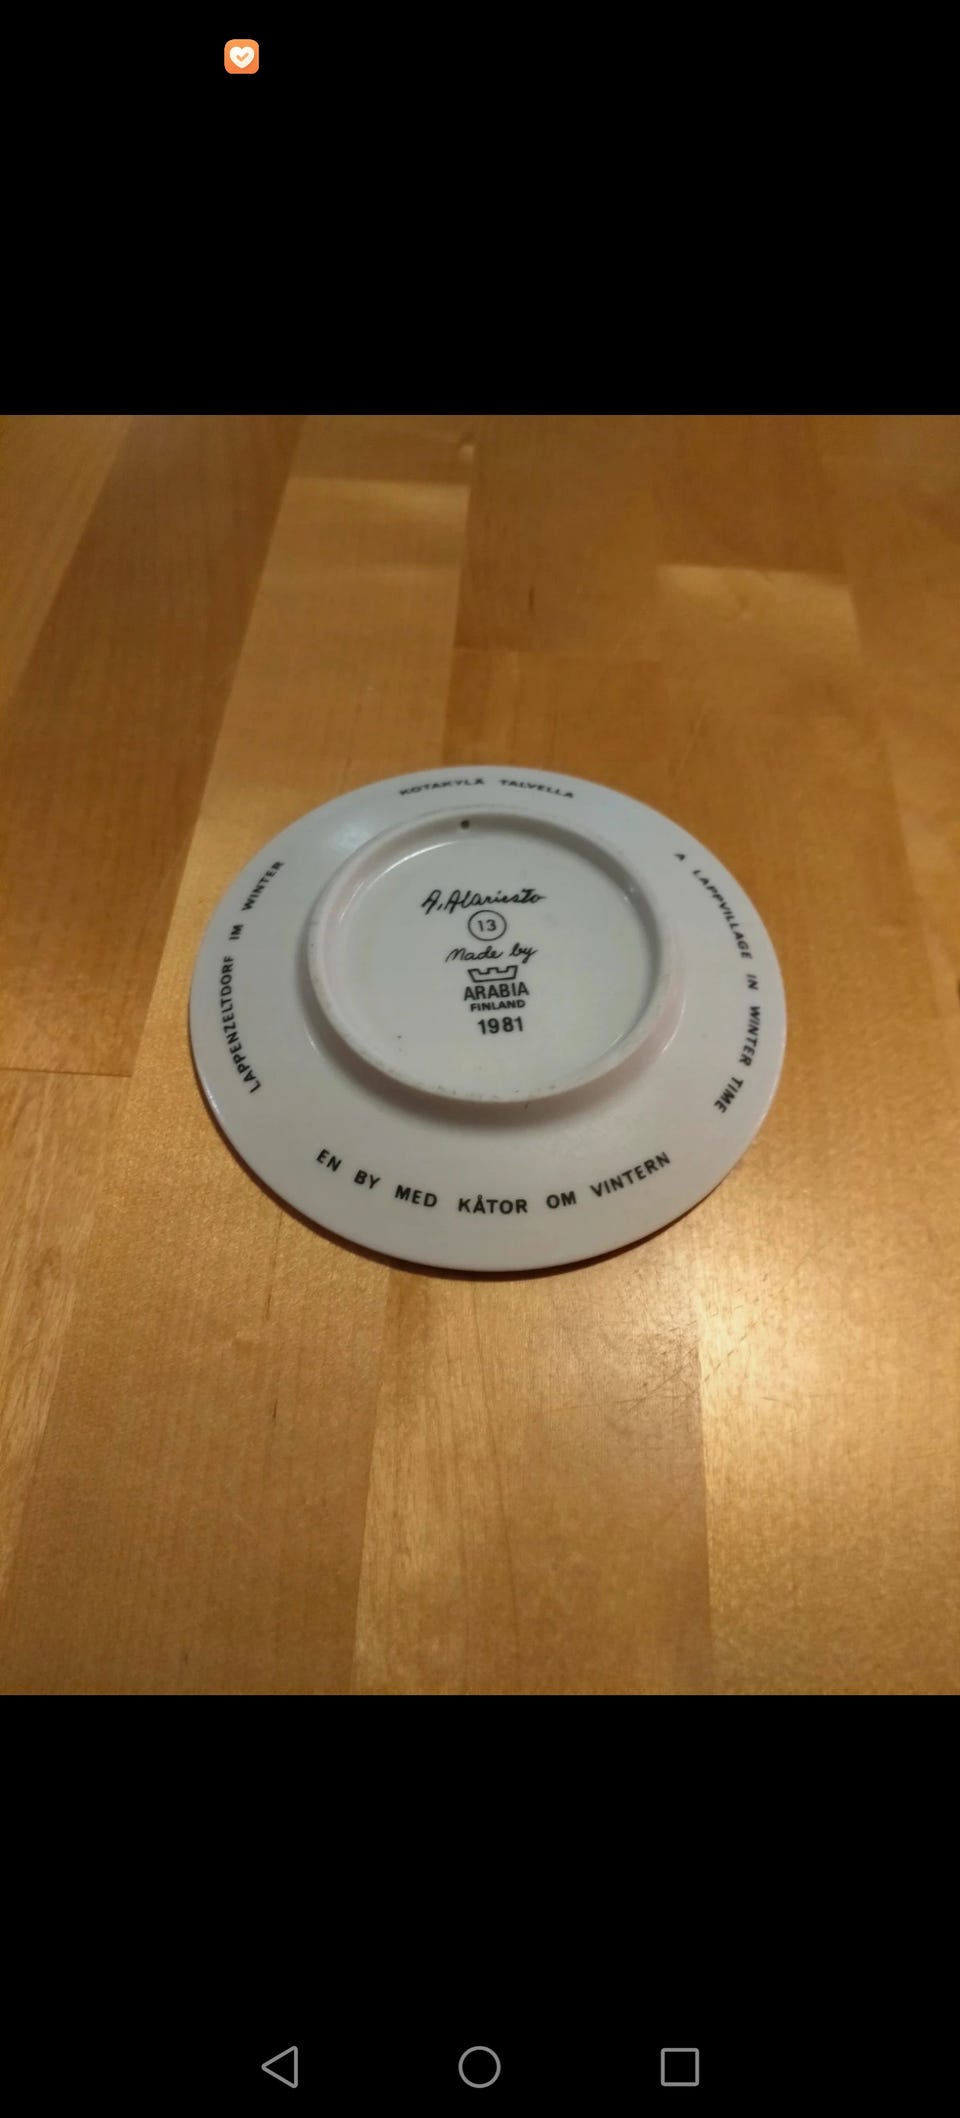 KOTAKYLÄ TALVELLA
A LAPPVILLAGE IN WINTER TIME
EN BY MED KÅTOR OM VINTERN
LAPPENZELTDORF IM WINTER
A. Alariesto
13
Made by
ARABIA
FINLAND
1981